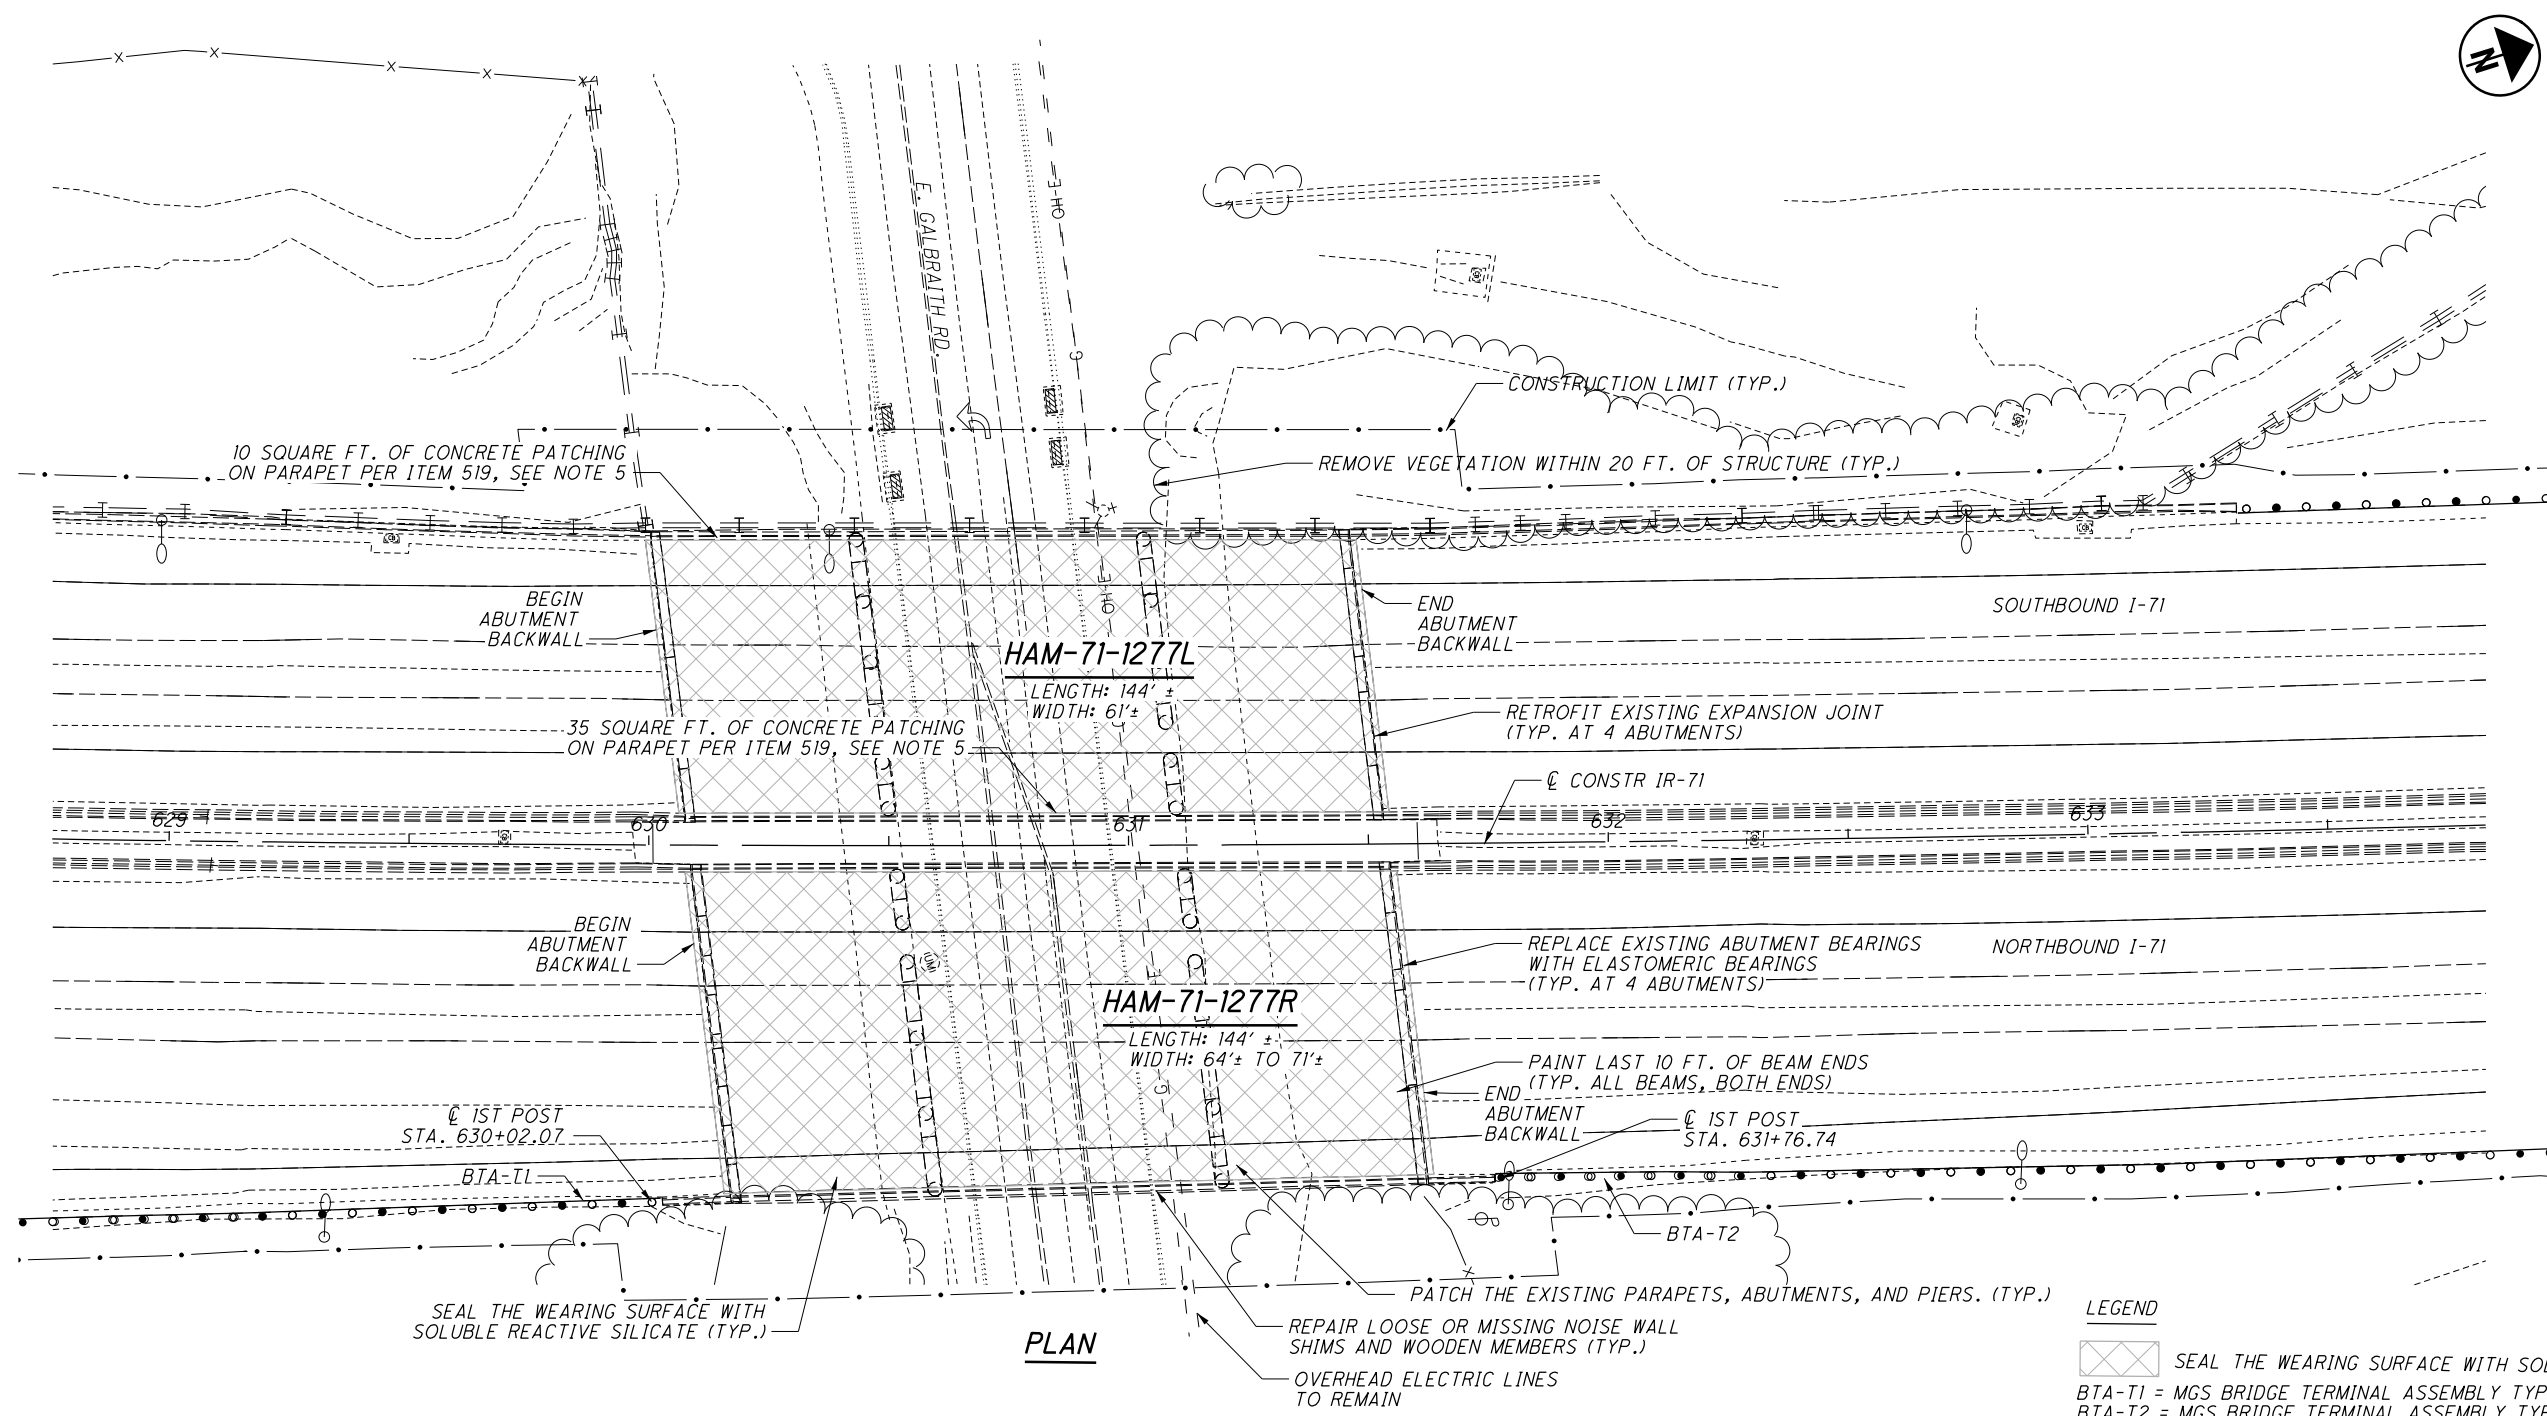 N
E. GALBRAITH RD.
OH-E
G
CONSTRUCTION LIMIT (TYP.)
10 SQUARE FT. OF CONCRETE PATCHING
ON PARAPET PER ITEM 519, SEE NOTE 5
REMOVE VEGETATION WITHIN 20 FT. OF STRUCTURE (TYP.)
BEGIN
ABUTMENT
BACKWALL
OH-E
END
ABUTMENT
BACKWALL
SOUTHBOUND I-71
HAM-71-1277L
LENGTH: 144' ±
WIDTH: 61'±
RETROFIT EXISTING EXPANSION JOINT
(TYP. AT 4 ABUTMENTS)
35 SQUARE FT. OF CONCRETE PATCHING
ON PARAPET PER ITEM 519, SEE NOTE 5
℄ CONSTR IR-71
629
630
631
632
633
BEGIN
ABUTMENT
BACKWALL
REPLACE EXISTING ABUTMENT BEARINGS
WITH ELASTOMERIC BEARINGS
(TYP. AT 4 ABUTMENTS)
NORTHBOUND I-71
HAM-71-1277R
LENGTH: 144' ±
WIDTH: 64'± TO 71'±
G
PAINT LAST 10 FT. OF BEAM ENDS
(TYP. ALL BEAMS, BOTH ENDS)
END
ABUTMENT
BACKWALL
℄ 1ST POST
STA. 630+02.07
℄ 1ST POST
STA. 631+76.74
BTA-T1
BTA-T2
SEAL THE WEARING SURFACE WITH
SOLUBLE REACTIVE SILICATE (TYP.)
PATCH THE EXISTING PARAPETS, ABUTMENTS, AND PIERS. (TYP.)
REPAIR LOOSE OR MISSING NOISE WALL
SHIMS AND WOODEN MEMBERS (TYP.)
OVERHEAD ELECTRIC LINES
TO REMAIN
PLAN
LEGEND
SEAL THE WEARING SURFACE WITH
BTA-T1 = MGS BRIDGE TERMINAL ASSEMBLY
BTA-T2 = MGS BRIDGE TERMINAL ASSEMBLY